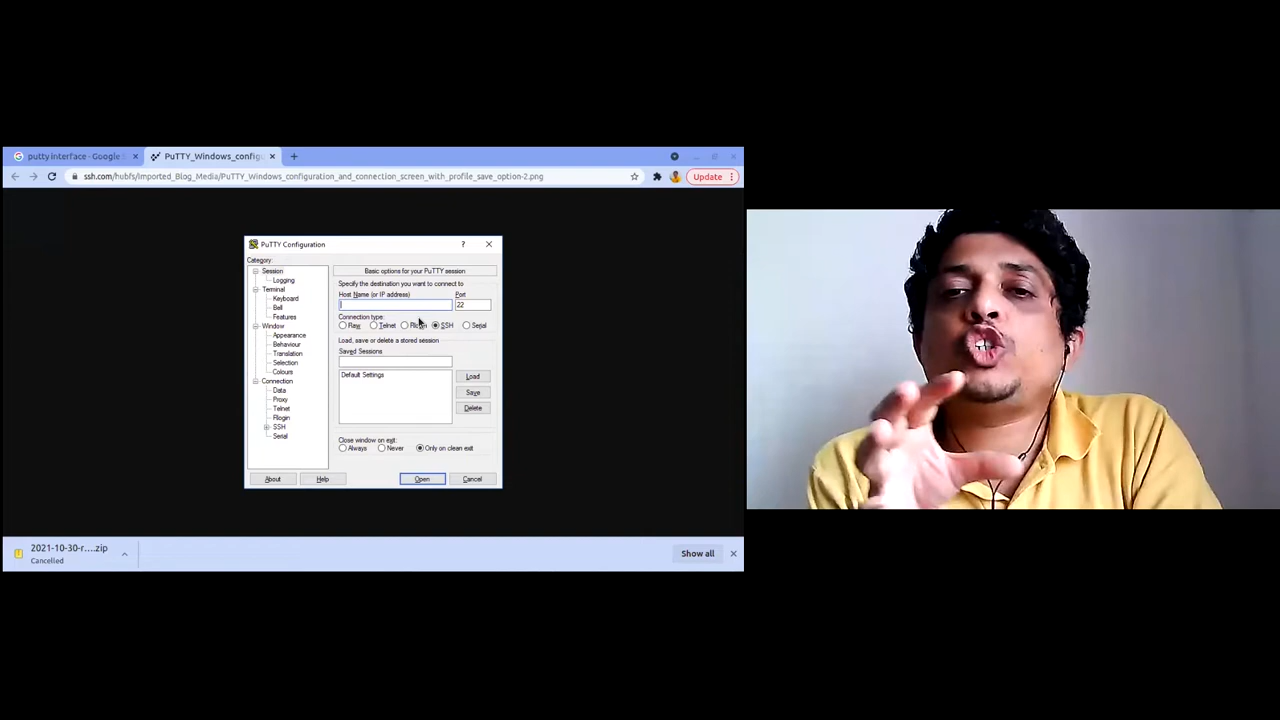 putty interface - Google
PuTTY_Windows_configu
ssh.com/hubfs/Imported_Blog_Media/PuTTY_Windows_configuration_and_connection_screen_with_profile_save_option-2.png
Update
PuTTY Configuration
?
Category:
Session
Logging
Terminal
Keyboard
Bell
Features
Window
Appearance
Behaviour
Translation
Selection
Colours
Connection
Data
Proxy
Telnet
Rlogin
SSH
Serial
Basic options for your PuTTY session
Specify the destination you want to connect to
Host Name (or IP address) Port
22
Connection type:
Raw Telnet Rlogin SSH Serial
Load, save or delete a stored session
Saved Sessions
Default Settings
Load
Save
Delete
Close window on exit:
Always Never Only on clean exit
About Help Open Cancel
2021-10-30-r....zip
Cancelled
Show all